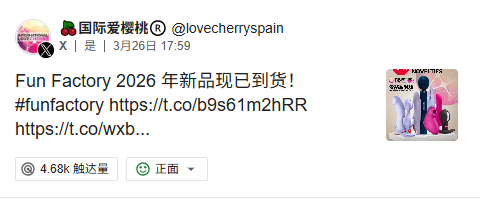 🍒国际爱樱桃® @lovecherryspain
X | 是 | 3月26日 17:59
Fun Factory 2026 年新品现已到货！
#funfactory https://t.co/b9s61m2hRR
https://t.co/wxb...
NOVELTIES
4.68k 触达量
正面